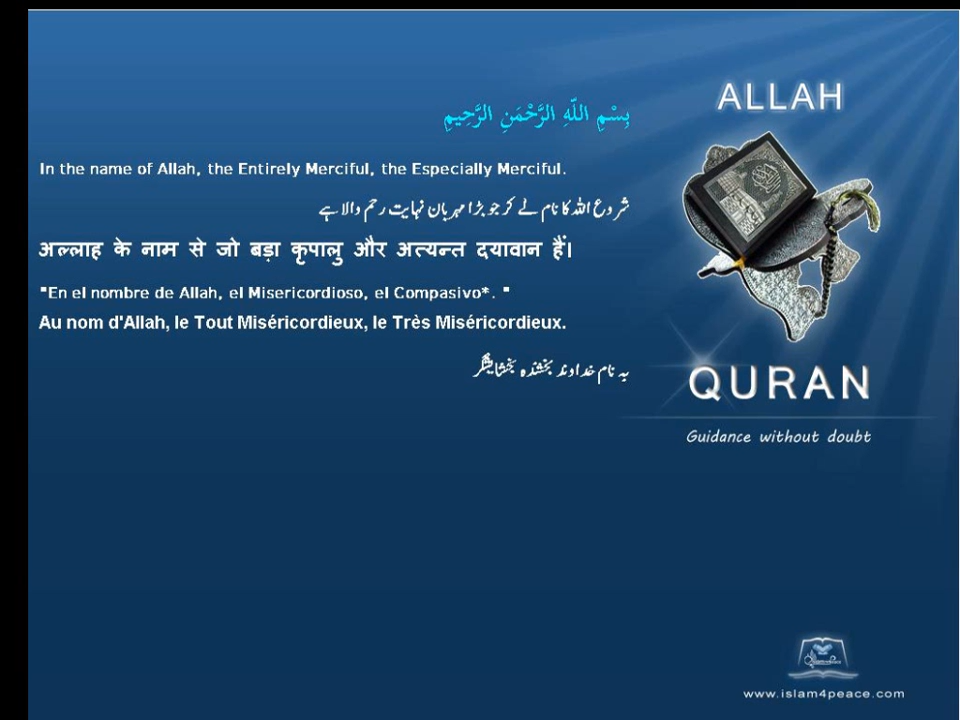 بِسْمِ اللَّهِ الرَّحْمَنِ الرَّحِيمِ
In the name of Allah, the Entirely Merciful, the Especially Merciful.
شروع الله کا نام لے کر جو بڑا مہربان نہایت رحم والا ہے
अल्लाह के नाम से जो बड़ा कृपालु और अत्यन्त दयावान हैं।
"En el nombre de Allah, el Misericordioso, el Compasivo*. "
Au nom d'Allah, le Tout Miséricordieux, le Très Miséricordieux.
به نام خداوند بخشنده بخشایشگر
ALLAH
QURAN
Guidance without doubt
www.islam4peace.com